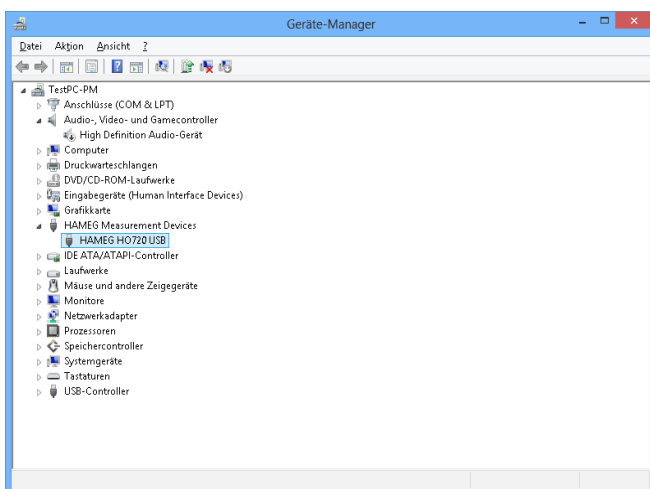 Geräte-Manager
Datei Aktion Ansicht ?
TestPC-PM
Anschlüsse (COM & LPT)
Audio-, Video- und Gamecontroller
High Definition Audio-Gerät
Computer
Druckwarteschlangen
DVD/CD-ROM-Laufwerke
Eingabegeräte (Human Interface Devices)
Grafikkarte
HAMEG Measurement Devices
HAMEG HO720 USB
IDE ATA/ATAPI-Controller
Laufwerke
Mäuse und andere Zeigegeräte
Monitore
Netzwerkadapter
Prozessoren
Speichercontroller
Systemgeräte
Tastaturen
USB-Controller